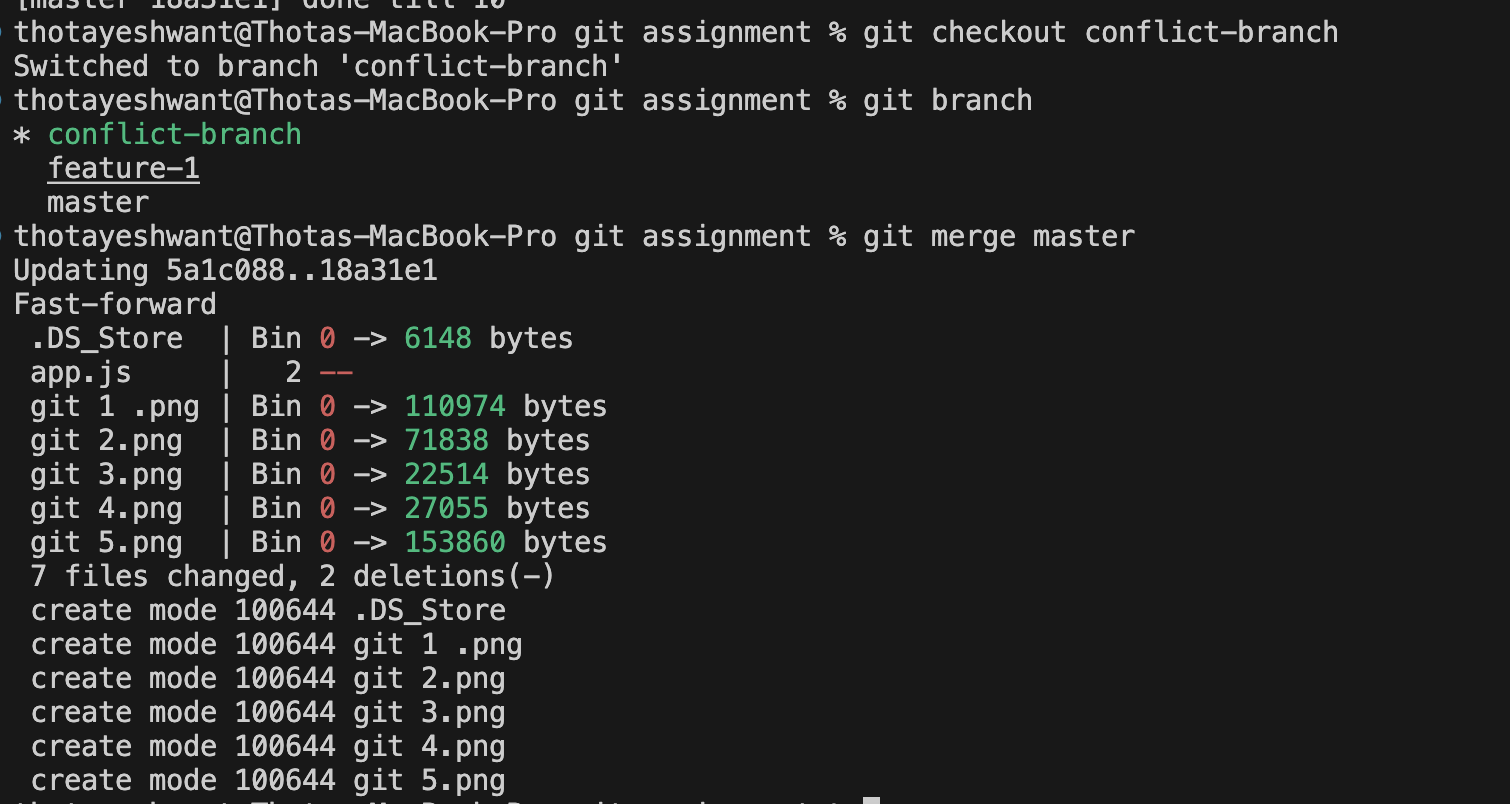 [master 18a31e1] done till 10
thotayeshwant@Thotas-MacBook-Pro git assignment % git checkout conflict-branch
Switched to branch 'conflict-branch'
thotayeshwant@Thotas-MacBook-Pro git assignment % git branch
* conflict-branch
  feature-1
  master
thotayeshwant@Thotas-MacBook-Pro git assignment % git merge master
Updating 5a1c088..18a31e1
Fast-forward
 .DS_Store  | Bin 0 -> 6148 bytes
 app.js     |   2 --
 git 1 .png | Bin 0 -> 110974 bytes
 git 2.png  | Bin 0 -> 71838 bytes
 git 3.png  | Bin 0 -> 22514 bytes
 git 4.png  | Bin 0 -> 27055 bytes
 git 5.png  | Bin 0 -> 153860 bytes
 7 files changed, 2 deletions(-)
 create mode 100644 .DS_Store
 create mode 100644 git 1 .png
 create mode 100644 git 2.png
 create mode 100644 git 3.png
 create mode 100644 git 4.png
 create mode 100644 git 5.png